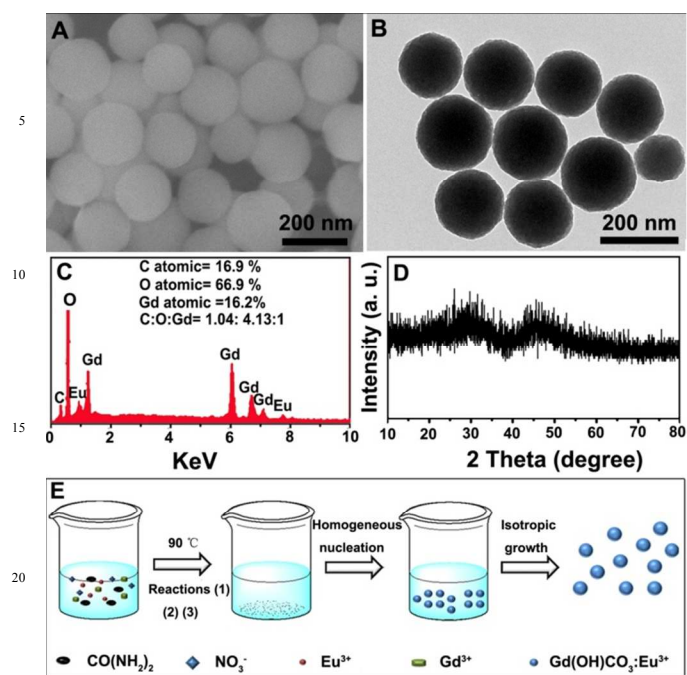 A
200 nm
B
200 nm
5
10
15
20
C
C atomic= 16.9 %
O atomic= 66.9 %
Gd atomic =16.2%
C:O:Gd= 1.04: 4.13:1
O
C
Eu
Gd
Gd
Gd
Gd
Eu
0 2 4 6 8 10
KeV
D
Intensity (a. u.)
10 20 30 40 50 60 70 80
2 Theta (degree)
E
90 ℃
Reactions (1)
(2) (3)
Homogeneous
nucleation
Isotropic
growth
CO(NH₂)₂ NO₃⁻ Eu³⁺ Gd³⁺ Gd(OH)CO₃:Eu³⁺